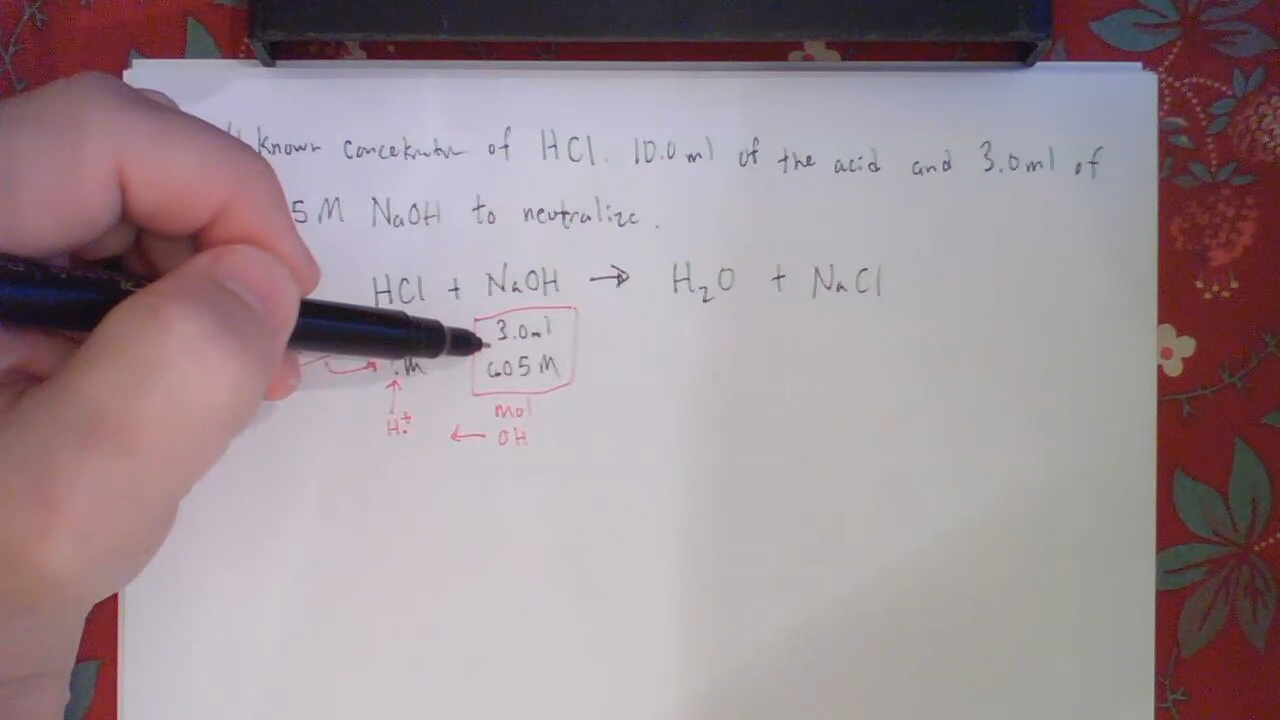 known concetratn of HCl. 10.0 ml of the acid and 3.0 ml of
5 M NaOH to neutralize.
HCl + NaOH → H₂O + NaCl
3.0 ml
?M 0.05 M
mol
H⁺ ← OH